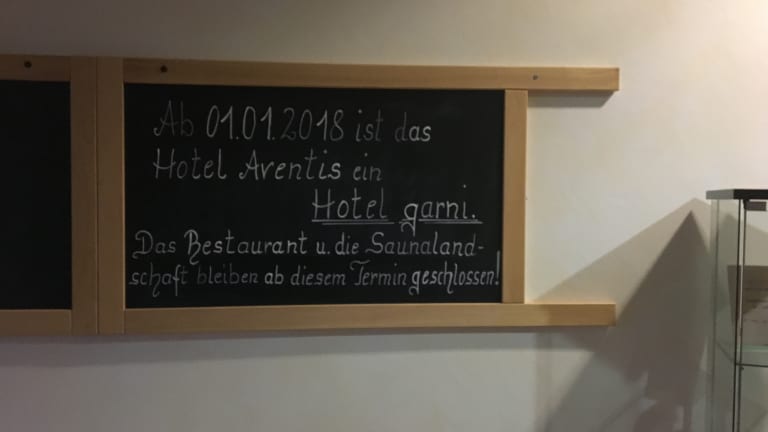 Ab 01.01.2018 ist das
Hotel Aventis ein
Hotel garni.
Das Restaurant u. die Saunaland-
schaft bleiben ab diesem Termin geschlossen!